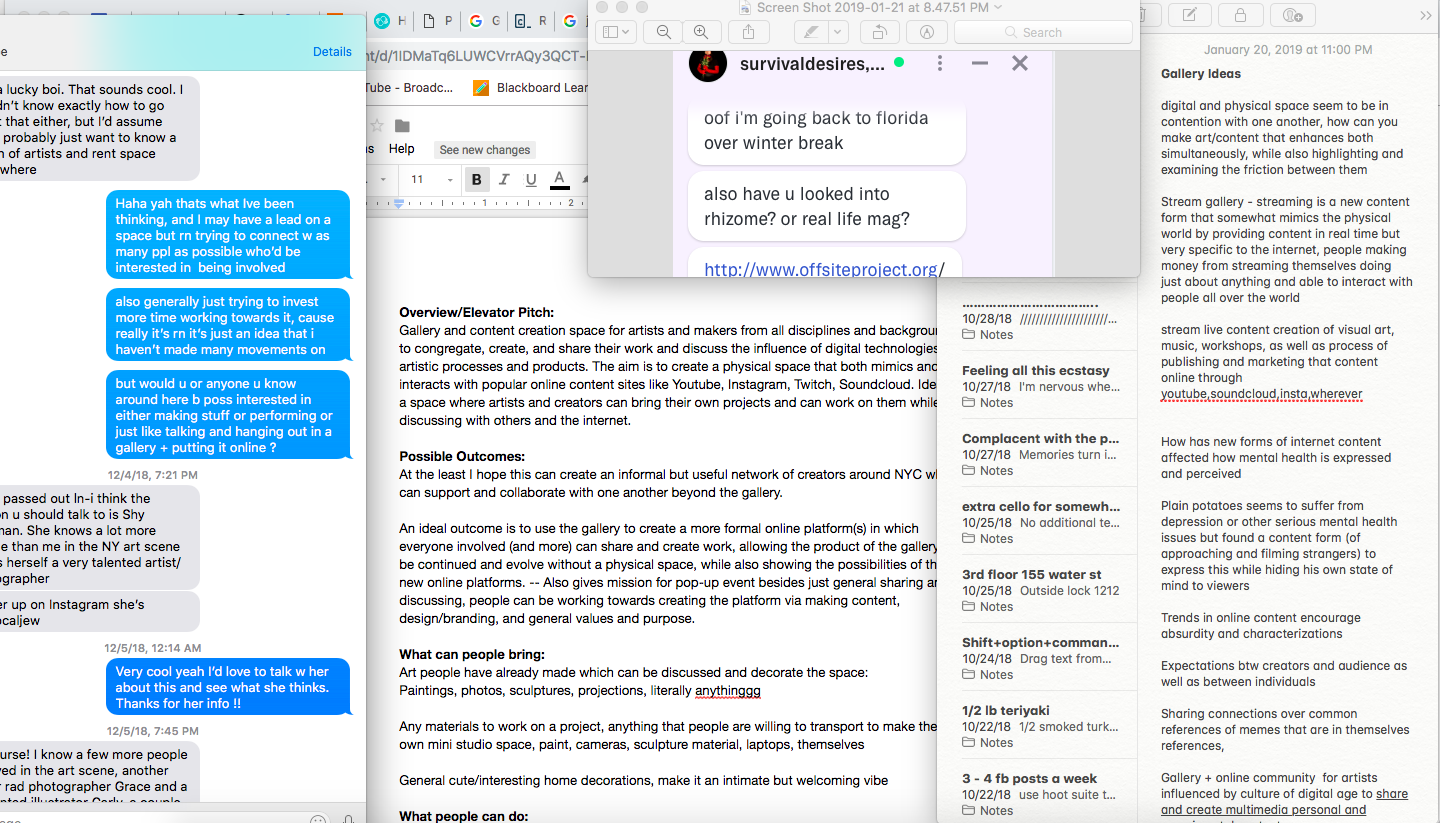 Details
a lucky boi. That sounds cool. I
dn't know exactly how to go
t that either, but I'd assume
probably just want to know a
n of artists and rent space
where
Haha yah thats what Ive been
thinking, and I may have a lead on a
space but rn trying to connect w as
many ppl as possible who'd be
interested in being involved
also generally just trying to invest
more time working towards it, cause
really it's rn it's just an idea that i
haven't made many movements on
but would u or anyone u know
around here b poss interested in
either making stuff or performing or
just like talking and hanging out in a
gallery + putting it online ?
12/4/18, 7:21 PM
passed out ln-i think the
on u should talk to is Shy
man. She knows a lot more
e than me in the NY art scene
s herself a very talented artist/
ographer
er up on Instagram she's
ocaljew
12/5/18, 12:14 AM
Very cool yeah I'd love to talk w her
about this and see what she thinks.
Thanks for her info !!
12/5/18, 7:45 PM
urse! I know a few more people
ved in the art scene, another
r rad photographer Grace and a
nted illustrator Carly, a couple
H P G R
nt/d/1IDMaTq6LUWCVrrAQy3QCT-
Tube - Broadc... Blackboard Lear
ns Help See new changes
11 B I U A
1 2
Overview/Elevator Pitch:
Gallery and content creation space for artists and makers from all disciplines and backgroun
to congregate, create, and share their work and discuss the influence of digital technologies
artistic processes and products. The aim is to create a physical space that both mimics and
interacts with popular online content sites like Youtube, Instagram, Twitch, Soundcloud. Ide
a space where artists and creators can bring their own projects and can work on them while
discussing with others and the internet.
Possible Outcomes:
At the least I hope this can create an informal but useful network of creators around NYC w
can support and collaborate with one another beyond the gallery.
An ideal outcome is to use the gallery to create a more formal online platform(s) in which
everyone involved (and more) can share and create work, allowing the product of the gallery
be continued and evolve without a physical space, while also showing the possibilities of th
new online platforms. -- Also gives mission for pop-up event besides just general sharing an
discussing, people can be working towards creating the platform via making content,
design/branding, and general values and purpose.
What can people bring:
Art people have already made which can be discussed and decorate the space:
Paintings, photos, sculptures, projections, literally anythinggg
Any materials to work on a project, anything that people are willing to transport to make the
own mini studio space, paint, cameras, sculpture material, laptops, themselves
General cute/interesting home decorations, make it an intimate but welcoming vibe
What people can do:
Screen Shot 2019-01-21 at 8.47.51 PM
Search
survivaldesires,...
oof i'm going back to florida
over winter break
also have u looked into
rhizome? or real life mag?
http://www.offsiteproject.org/
.................................
10/28/18 //////////////////////...
Notes
Feeling all this ecstasy
10/27/18 I'm nervous whe...
Notes
Complacent with the p...
10/27/18 Memories turn i...
Notes
extra cello for somewh...
10/25/18 No additional te...
Notes
3rd floor 155 water st
10/25/18 Outside lock 1212
Notes
Shift+option+comman...
10/24/18 Drag text from...
Notes
1/2 lb teriyaki
10/22/18 1/2 smoked turk...
Notes
3 - 4 fb posts a week
10/22/18 use hoot suite t...
Notes
January 20, 2019 at 11:00 PM
Gallery Ideas
digital and physical space seem to be in
contention with one another, how can you
make art/content that enhances both
simultaneously, while also highlighting and
examining the friction between them
Stream gallery - streaming is a new content
form that somewhat mimics the physical
world by providing content in real time but
very specific to the internet, people making
money from streaming themselves doing
just about anything and able to interact with
people all over the world
stream live content creation of visual art,
music, workshops, as well as process of
publishing and marketing that content
online through
youtube,soundcloud,insta,wherever
How has new forms of internet content
affected how mental health is expressed
and perceived
Plain potatoes seems to suffer from
depression or other serious mental health
issues but found a content form (of
approaching and filming strangers) to
express this while hiding his own state of
mind to viewers
Trends in online content encourage
absurdity and characterizations
Expectations btw creators and audience as
well as between individuals
Sharing connections over common
references of memes that are in themselves
references,
Gallery + online community for artists
influenced by culture of digital age to share
and create multimedia personal and